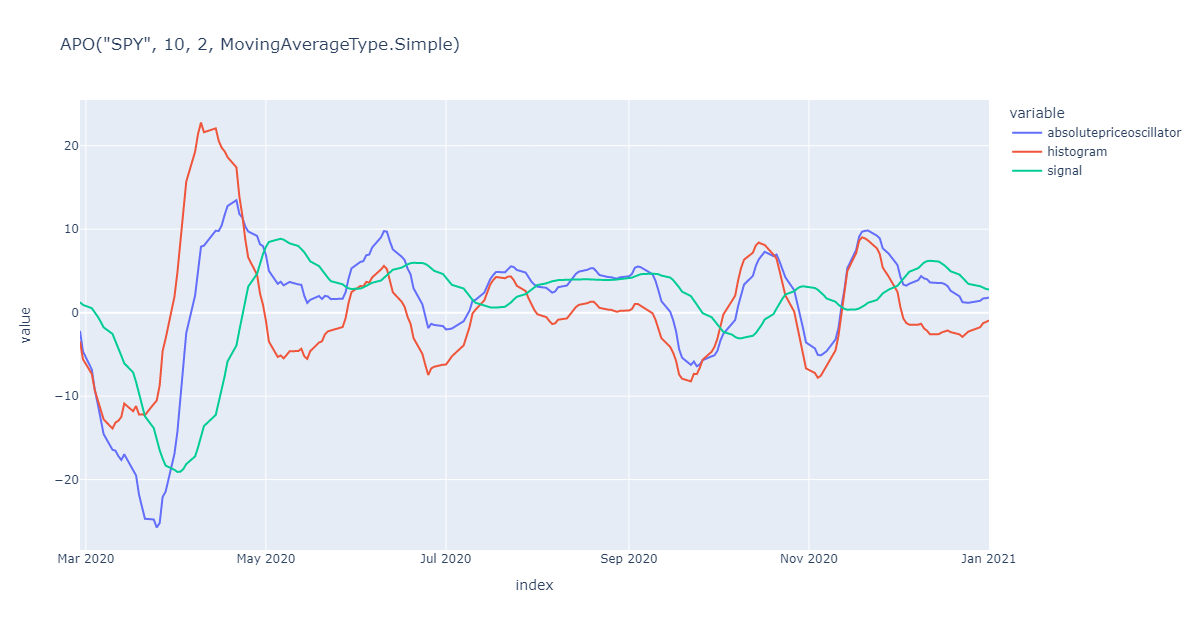 APO("SPY", 10, 2, MovingAverageType.Simple)
variable
absolutepriceoscillator
histogram
signal
value
20
10
0
−10
−20
Mar 2020 May 2020 Jul 2020 Sep 2020 Nov 2020 Jan 2021
index